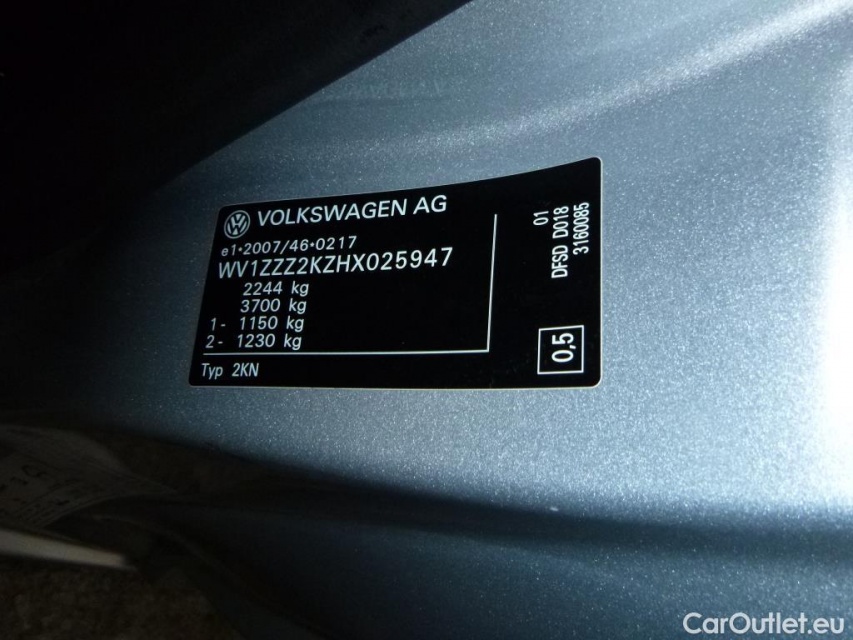 VOLKSWAGEN AG
e1•2007/46•0217
WV1ZZZ2KZHX025947
2244 kg
3700 kg
1- 1150 kg
2- 1230 kg
Typ 2KN
01
DFSD D018
3160085
0,5
CarOutlet.eu